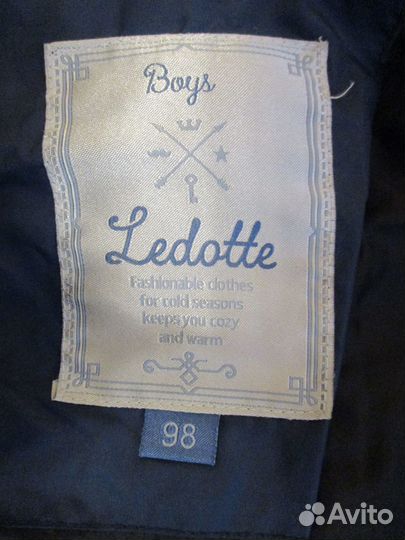 Boys
Ledotte
Fashionable clothes
for cold seasons
keeps you cozy
and warm
98
Avito